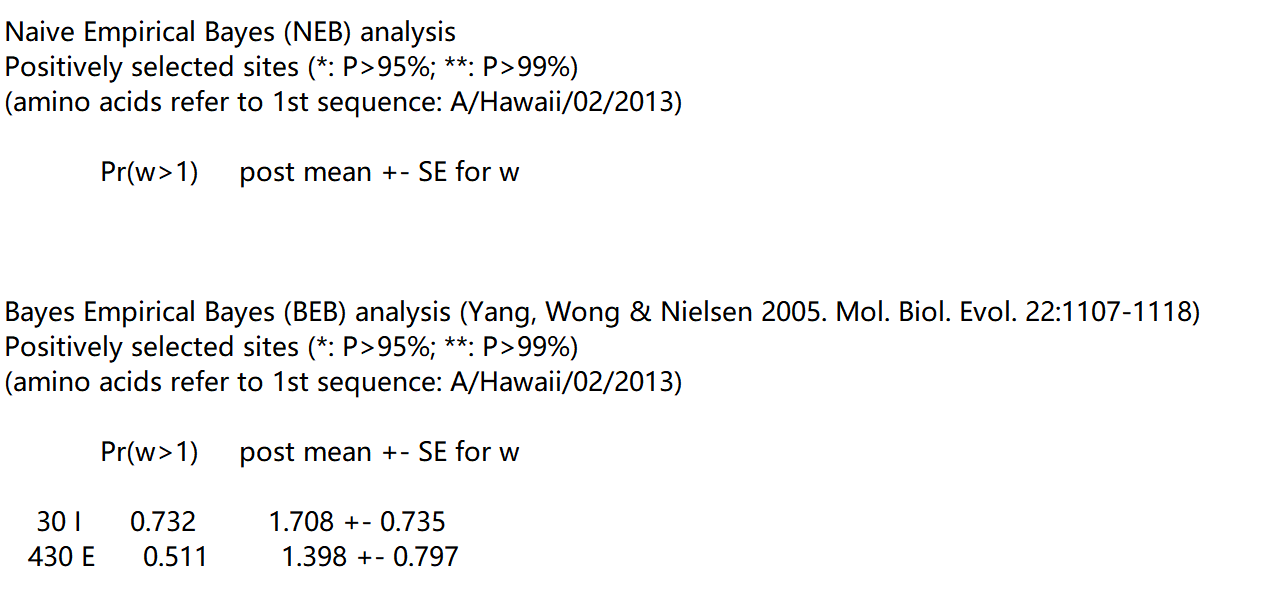 Naive Empirical Bayes (NEB) analysis
Positively selected sites (*: P>95%; **: P>99%)
(amino acids refer to 1st sequence: A/Hawaii/02/2013)
Pr(w>1) post mean +- SE for w
Bayes Empirical Bayes (BEB) analysis (Yang, Wong & Nielsen 2005. Mol. Biol. Evol. 22:1107-1118)
Positively selected sites (*: P>95%; **: P>99%)
(amino acids refer to 1st sequence: A/Hawaii/02/2013)
Pr(w>1) post mean +- SE for w
30 I 0.732 1.708 +- 0.735
430 E 0.511 1.398 +- 0.797